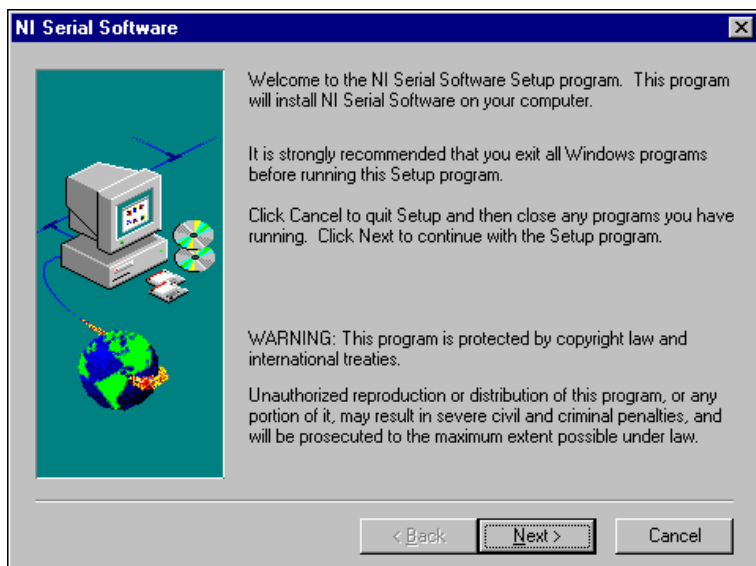 NI Serial Software
Welcome to the NI Serial Software Setup program.  This program
will install NI Serial Software on your computer.
It is strongly recommended that you exit all Windows programs
before running this Setup program.
Click Cancel to quit Setup and then close any programs you have
running.  Click Next to continue with the Setup program.
WARNING: This program is protected by copyright law and
international treaties.
Unauthorized reproduction or distribution of this program, or any
portion of it, may result in severe civil and criminal penalties, and
will be prosecuted to the maximum extent possible under law.
< Back Next > Cancel